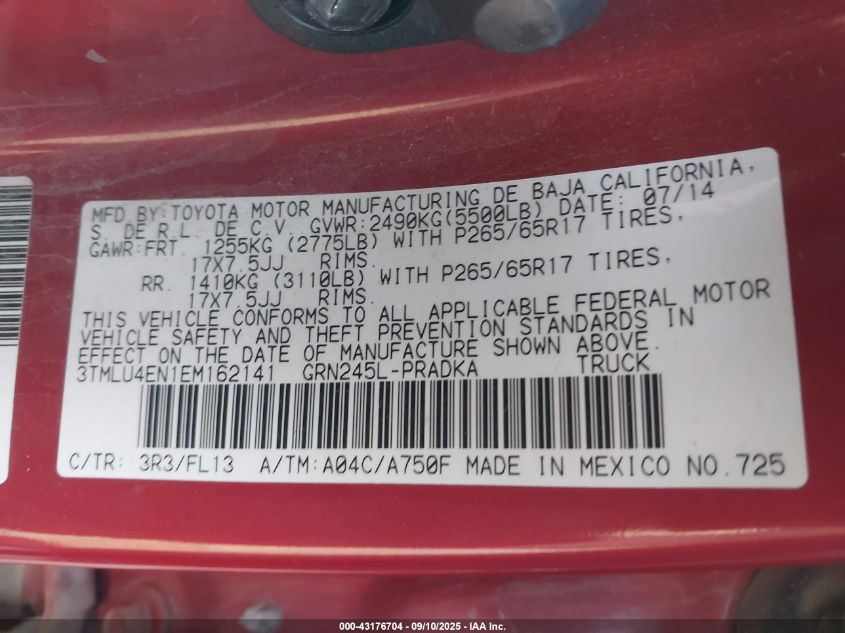 MFD BY:TOYOTA MOTOR MANUFACTURING DE BAJA CALIFORNIA,
S. DE R.L. DE C.V. GVWR:2490KG(5500LB) DATE: 07/14
GAWR:FRT. 1255KG (2775LB) WITH P265/65R17 TIRES,
17X7.5JJ RIMS.
RR. 1410KG (3110LB) WITH P265/65R17 TIRES,
17X7.5JJ RIMS.
THIS VEHICLE CONFORMS TO ALL APPLICABLE FEDERAL MOTOR
VEHICLE SAFETY AND THEFT PREVENTION STANDARDS IN
EFFECT ON THE DATE OF MANUFACTURE SHOWN ABOVE.
3TMLU4EN1EM162141 GRN245L-PRADKA TRUCK
C/TR: 3R3/FL13 A/TM:A04C/A750F MADE IN MEXICO NO.725
000-43176704 - 09/10/2025 - IAA Inc.